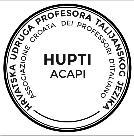 HRVATSKA UDRUGA PROFESORA TALIJANSKOG JEZIKA
ASSOCIAZIONE CROATA DEI PROFESSORI D'ITALIANO
HUPTI
ACAPI